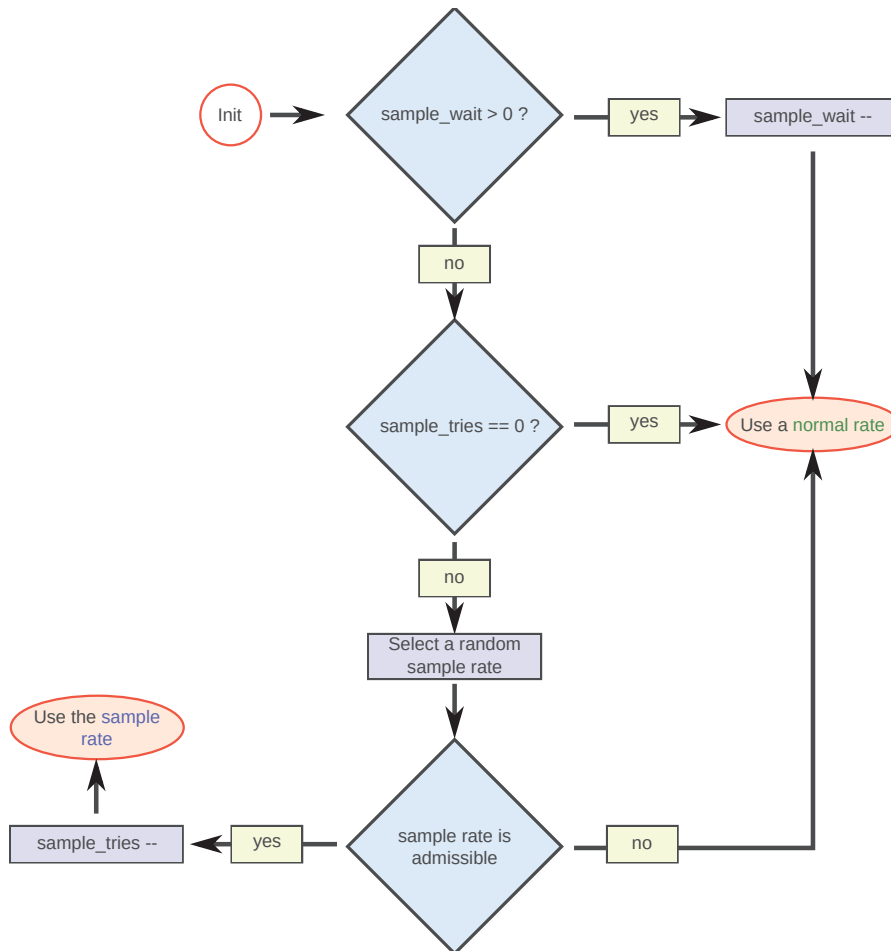 Init
sample_wait > 0 ?
yes
sample_wait --
no
sample_tries == 0 ?
yes
Use a normal rate
no
Select a random
sample rate
Use the sample
rate
sample rate is
admissible
yes
sample_tries --
no